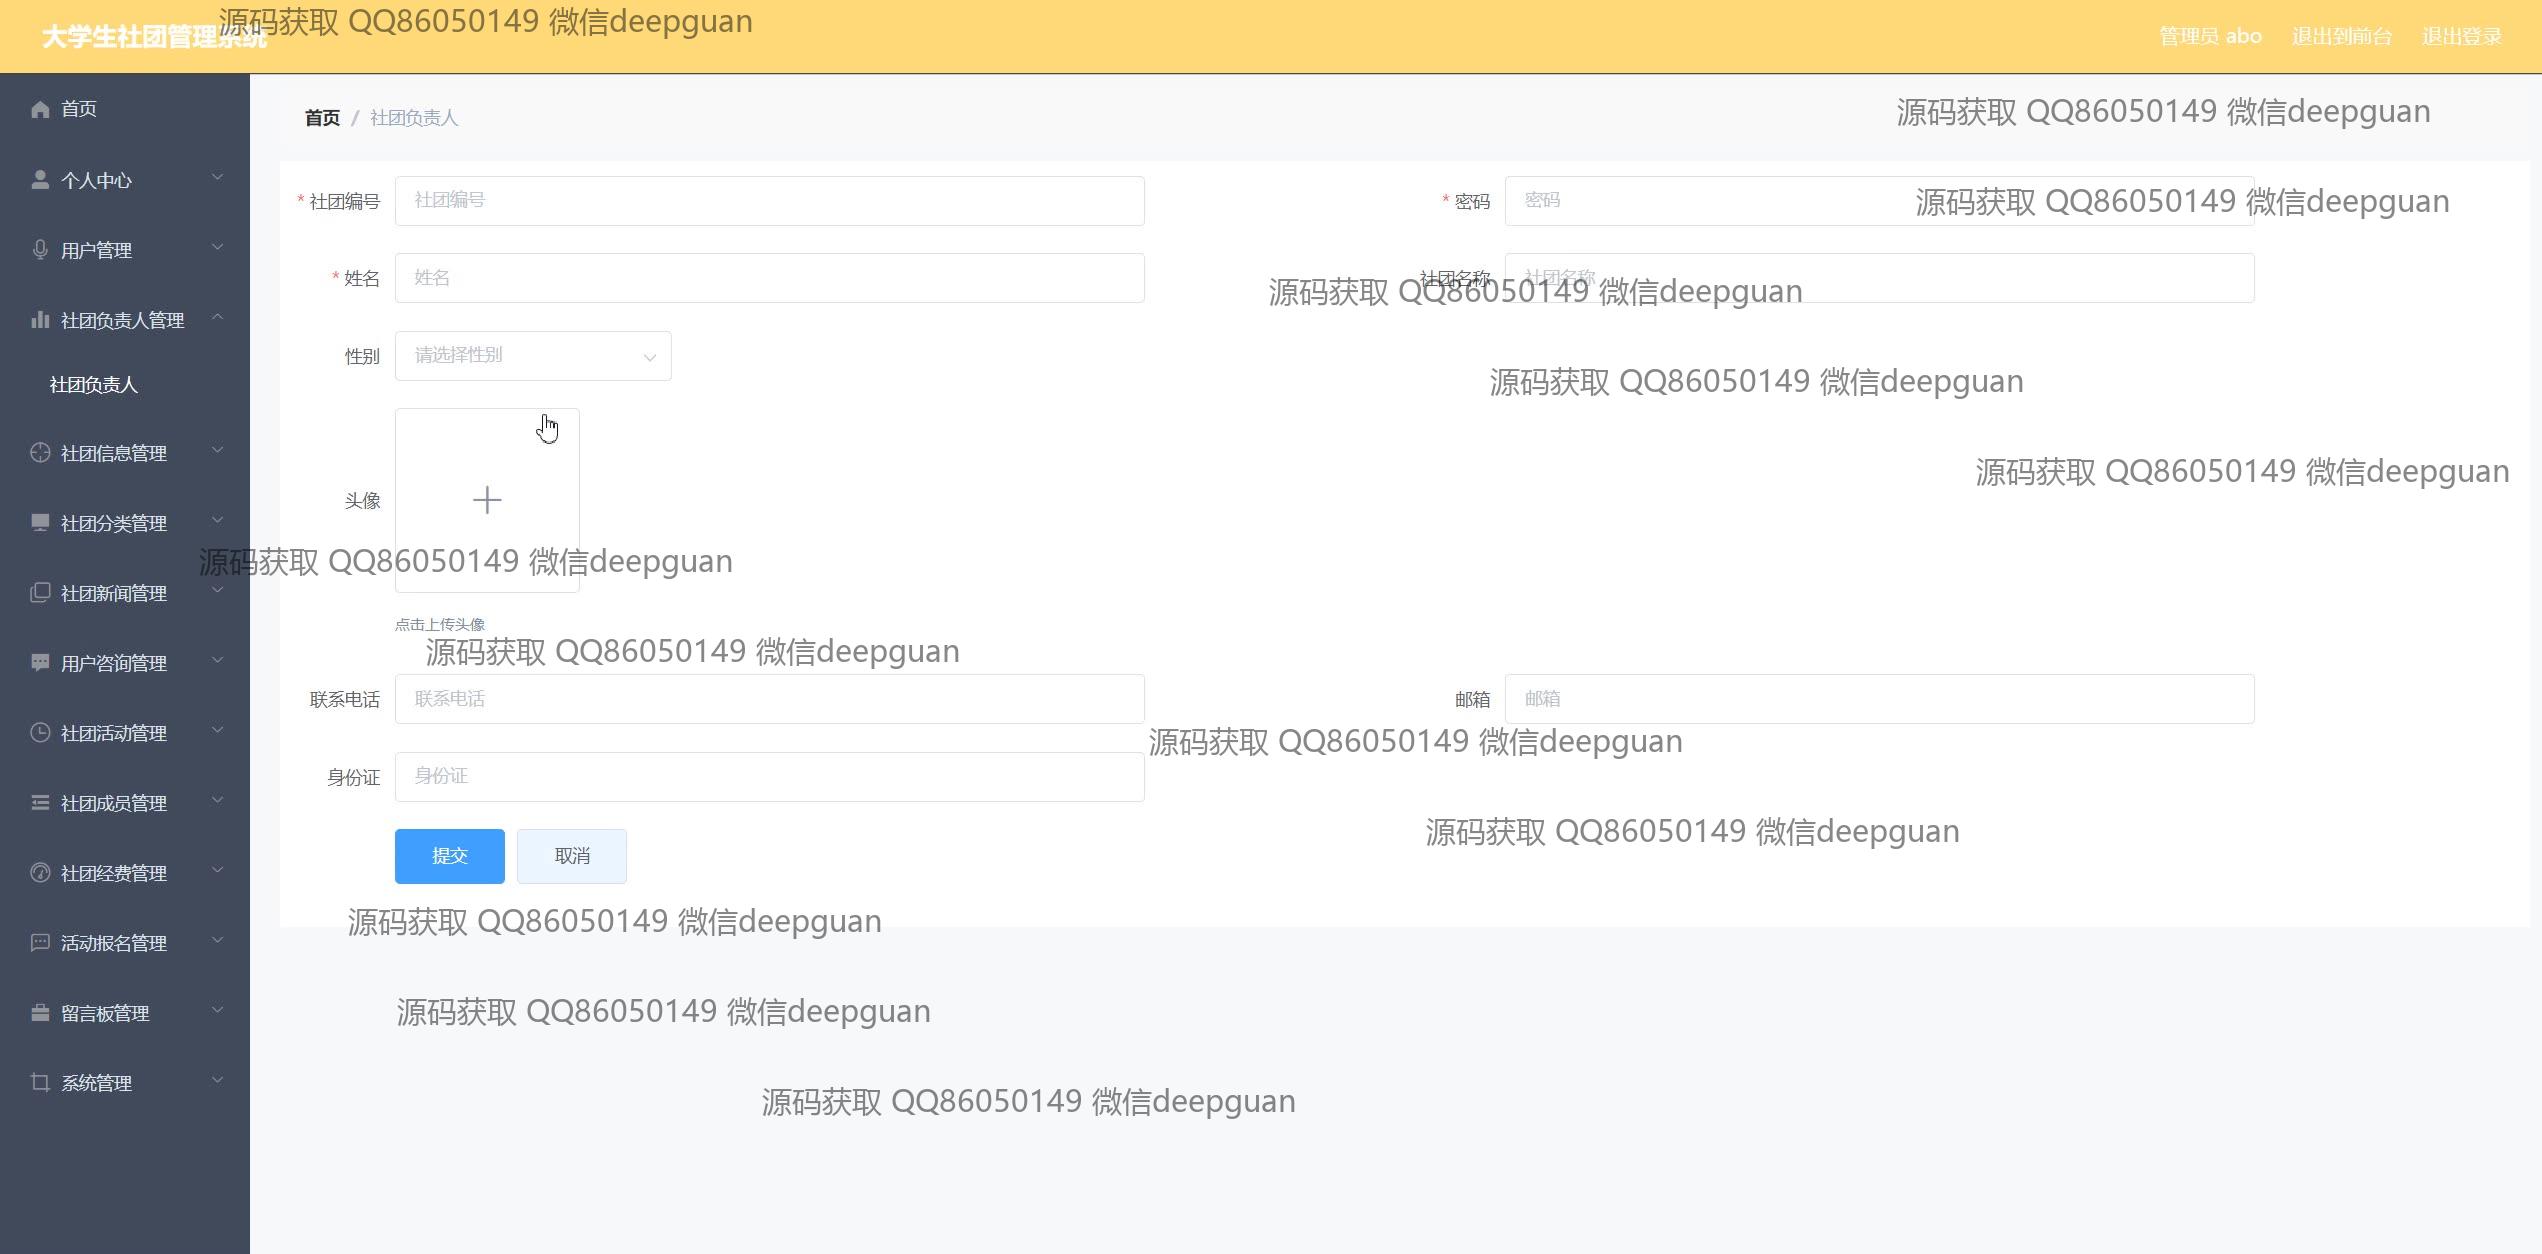 大学生社团管理系统
源码获取 QQ86050149 微信deepguan
管理员 abo 退出到前台 退出登录
首页
个人中心
用户管理
社团负责人管理
社团负责人
社团信息管理
社团分类管理
社团新闻管理
用户咨询管理
社团活动管理
社团成员管理
社团经费管理
活动报名管理
留言板管理
系统管理
首页 / 社团负责人
源码获取 QQ86050149 微信deepguan
* 社团编号 社团编号
* 密码 密码
源码获取 QQ86050149 微信deepguan
* 姓名 姓名
社团名称 社团名称
源码获取 QQ86050149 微信deepguan
性别 请选择性别
源码获取 QQ86050149 微信deepguan
源码获取 QQ86050149 微信deepguan
头像
源码获取 QQ86050149 微信deepguan
点击上传头像
源码获取 QQ86050149 微信deepguan
联系电话 联系电话
邮箱 邮箱
源码获取 QQ86050149 微信deepguan
身份证 身份证
源码获取 QQ86050149 微信deepguan
提交 取消
源码获取 QQ86050149 微信deepguan
源码获取 QQ86050149 微信deepguan
源码获取 QQ86050149 微信deepguan